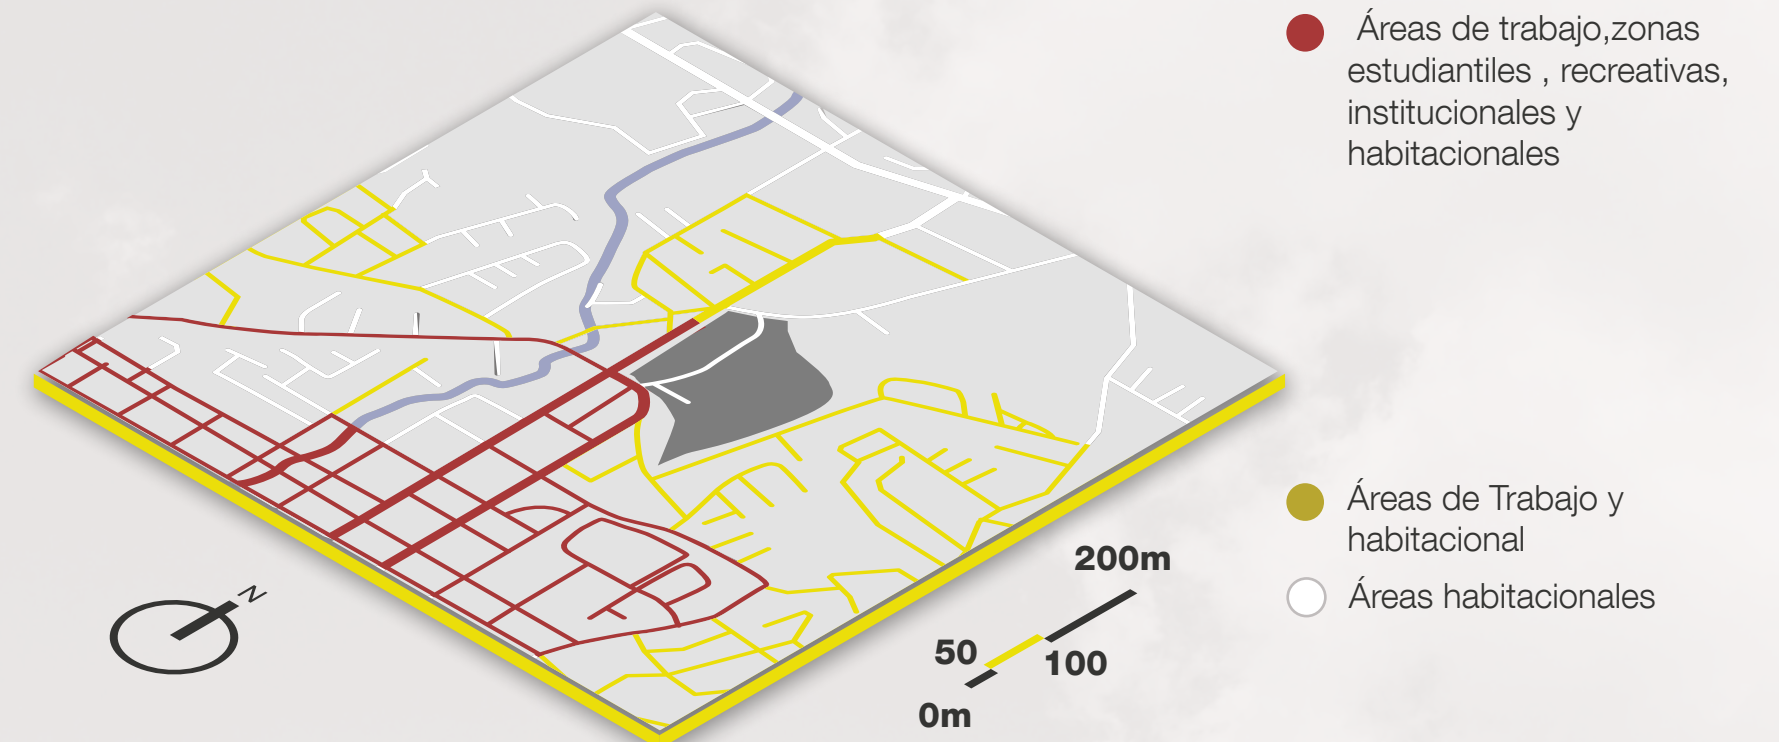 Áreas de trabajo,zonas
estudiantiles , recreativas,
institucionales y
habitacionales
Áreas de Trabajo y
habitacional
Áreas habitacionales
200m
50
100
0m
N